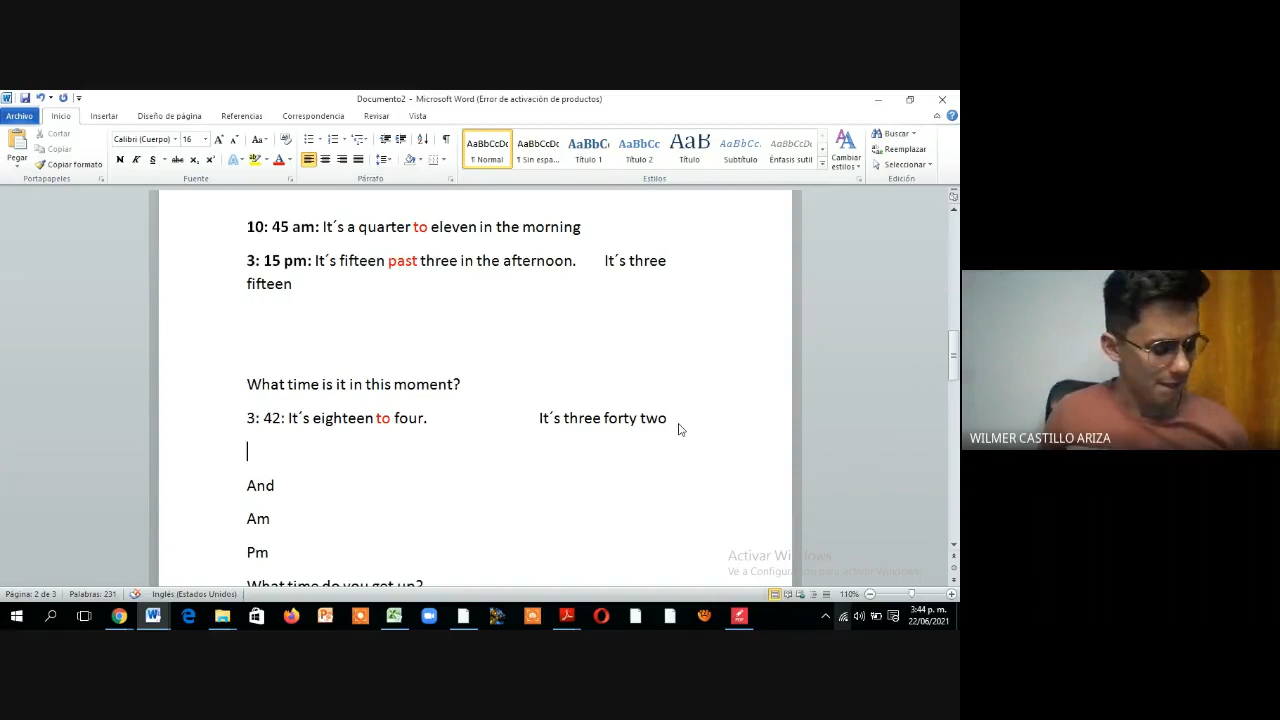 Documento2 - Microsoft Word (Error de activación de productos)
Archivo Inicio Insertar Diseño de página Referencias Correspondencia Revisar Vista
Pegar Cortar Copiar Copiar formato Portapapeles
Calibri (Cuerpo) 16 Fuente
Párrafo
AaBbCcDc AaBbCcDc AaBbC AaBbCc AaB AaBbCc. AaBbCcDc
¶ Normal ¶ Sin espa... Título 1 Título 2 Título Subtítulo Énfasis sutil
Estilos
Cambiar estilos
Buscar Reemplazar Seleccionar Edición
10: 45 am: It´s a quarter to eleven in the morning
3: 15 pm: It´s fifteen past three in the afternoon. It´s three
fifteen
What time is it in this moment?
3: 42: It´s eighteen to four. It´s three forty two
And
Am
Pm
What time do you get up?
Activar Windows
Ve a Configuración para activar Windows.
Página: 2 de 3 Palabras: 231 Inglés (Estados Unidos) 110%
3:44 p. m.
22/06/2021
WILMER CASTILLO ARIZA